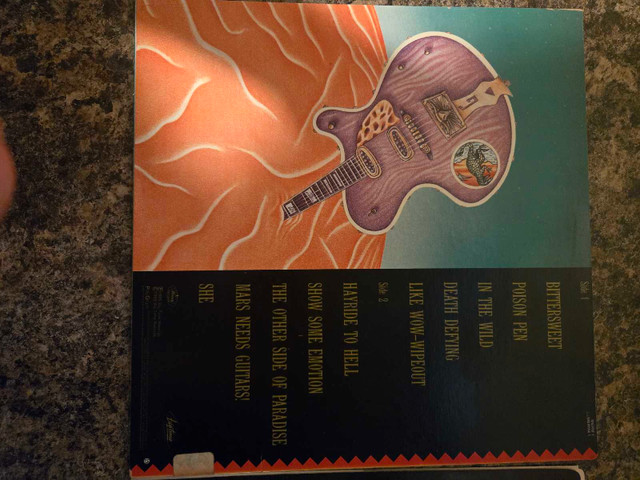 Side 1
BITTERSWEET
POISON PEN
IN THE WILD
DEATH DEFYING
LIKE WOW-WIPEOUT
Side 2
HAYRIDE TO HELL
SHOW SOME EMOTION
THE OTHER SIDE OF PARADISE
MARS NEEDS GUITARS!
SHE